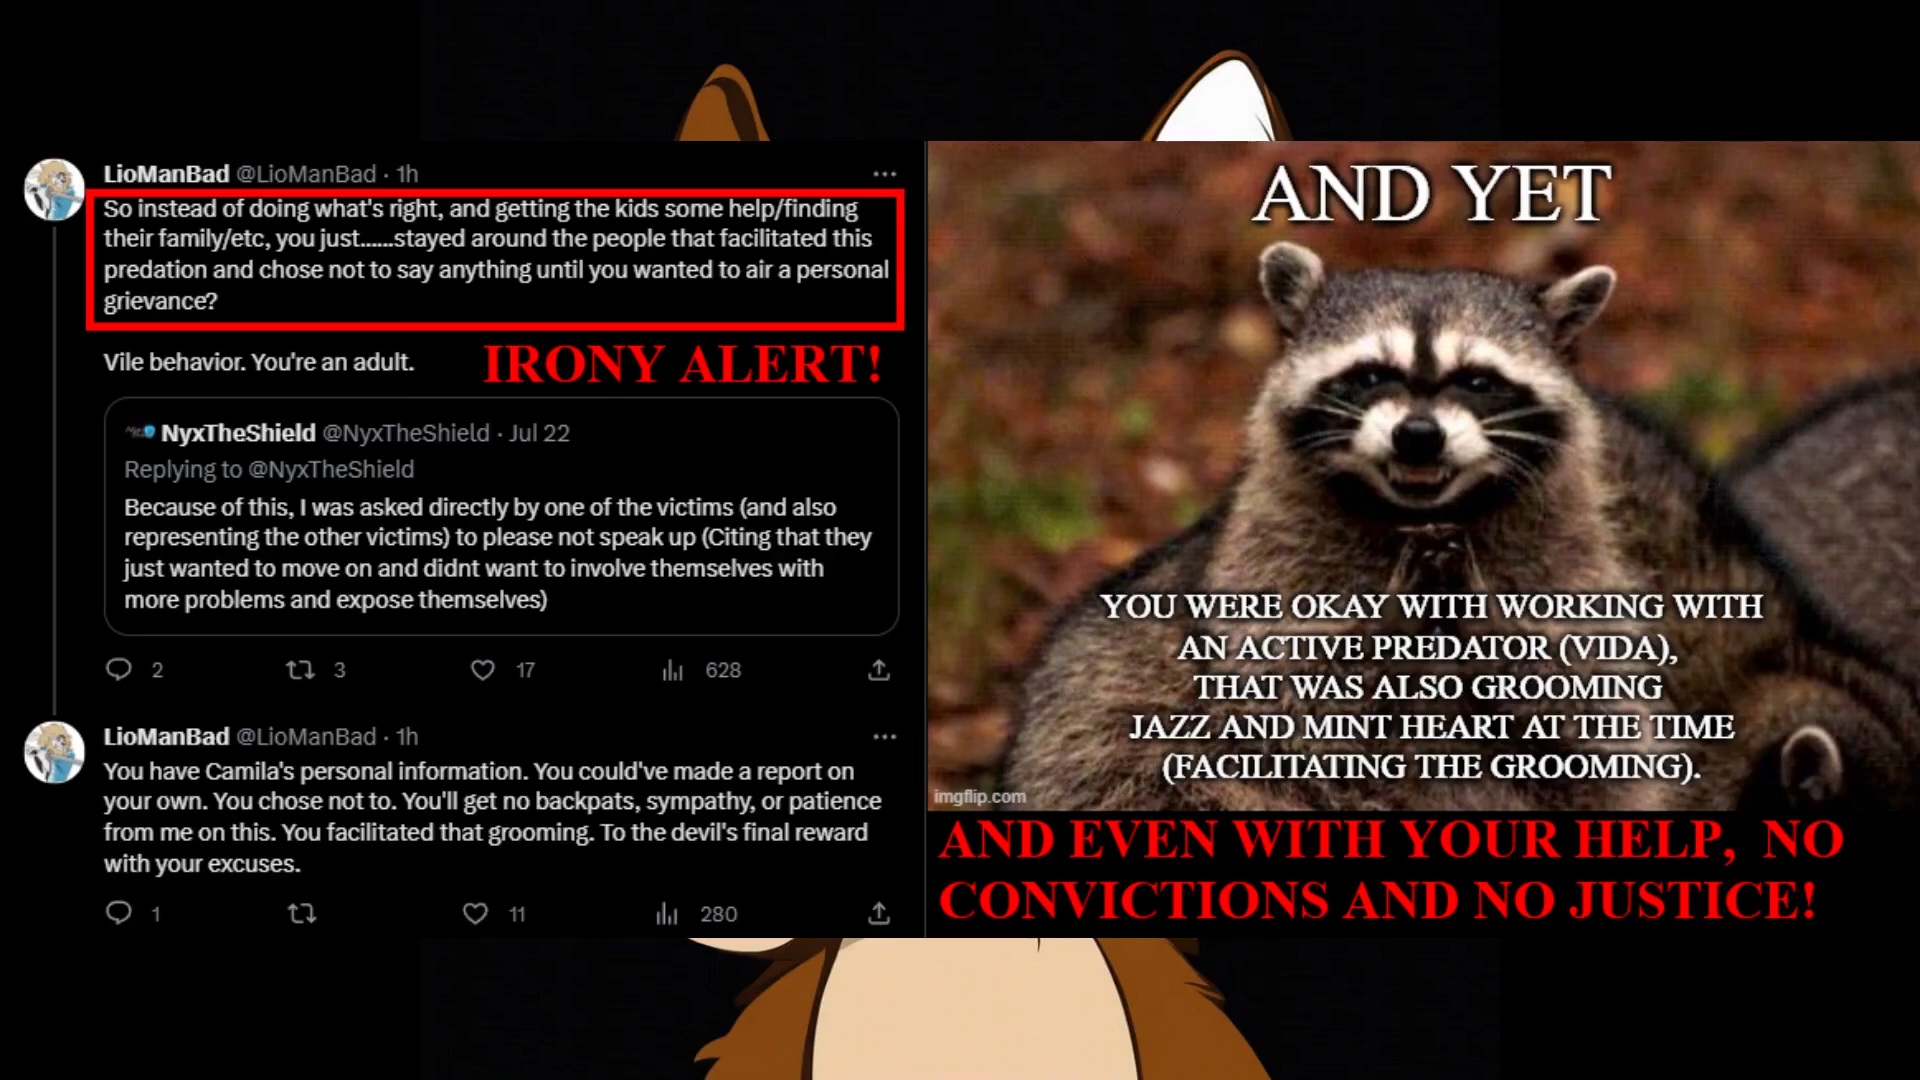 LioManBad @LioManBad · 1h
So instead of doing what's right, and getting the kids some help/finding
their family/etc, you just......stayed around the people that facilitated this
predation and chose not to say anything until you wanted to air a personal
grievance?
Vile behavior. You're an adult.
IRONY ALERT!
NyxTheShield @NyxTheShield · Jul 22
Replying to @NyxTheShield
Because of this, I was asked directly by one of the victims (and also
representing the other victims) to please not speak up (Citing that they
just wanted to move on and didnt want to involve themselves with
more problems and expose themselves)
2 3 17 628
LioManBad @LioManBad · 1h
You have Camila's personal information. You could've made a report on
your own. You chose not to. You'll get no backpats, sympathy, or patience
from me on this. You facilitated that grooming. To the devil's final reward
with your excuses.
1 11 280
AND YET
YOU WERE OKAY WITH WORKING WITH
AN ACTIVE PREDATOR (VIDA),
THAT WAS ALSO GROOMING
JAZZ AND MINT HEART AT THE TIME
(FACILITATING THE GROOMING).
imgflip.com
AND EVEN WITH YOUR HELP, NO
CONVICTIONS AND NO JUSTICE!